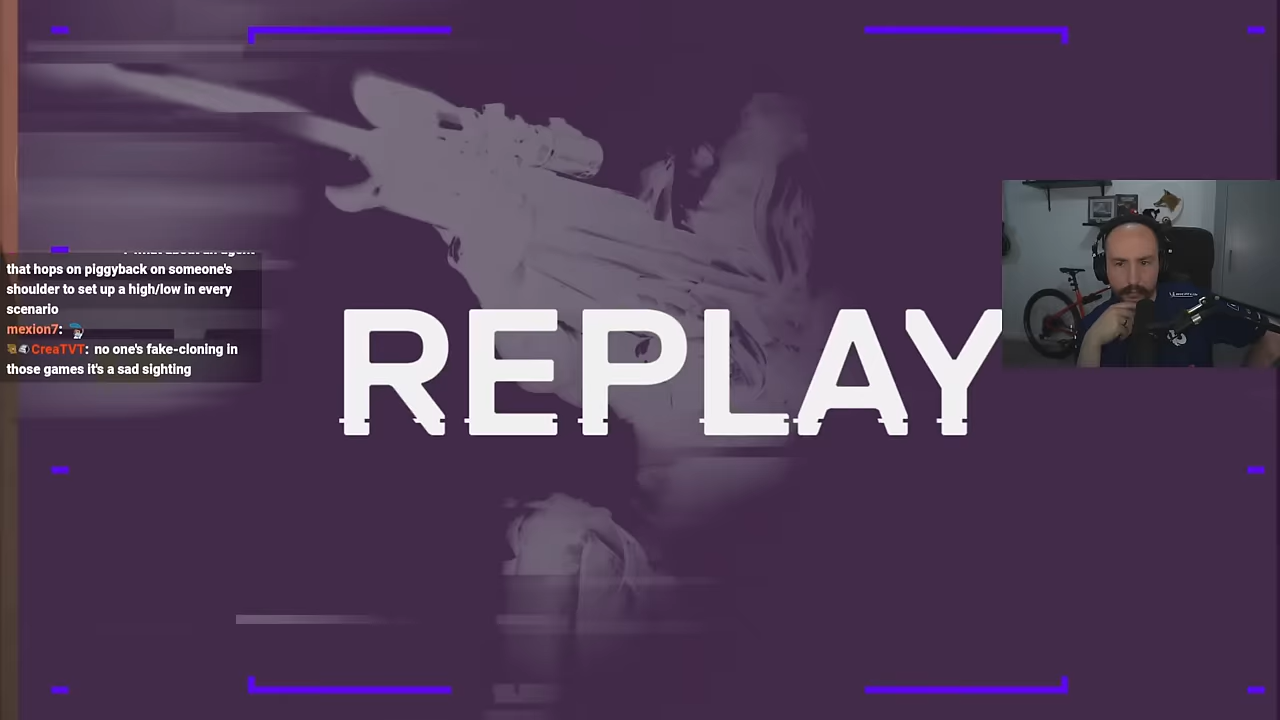 that hops on piggyback on someone's
shoulder to set up a high/low in every
scenario
mexion7:
CreaTVT: no one's fake-cloning in
those games it's a sad sighting
REPLAY